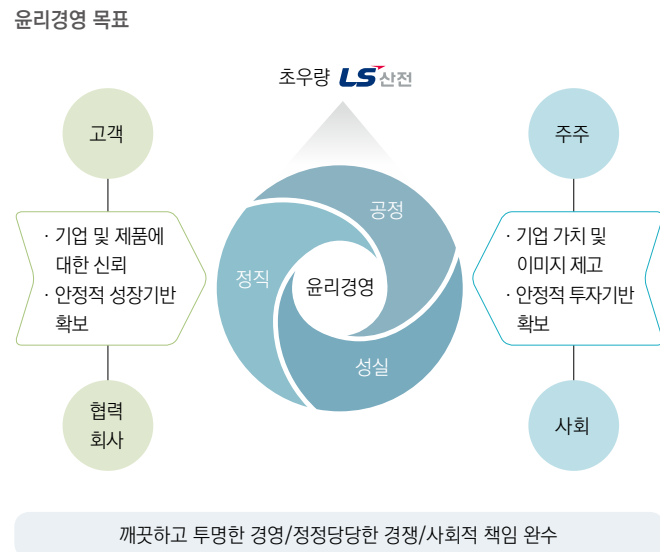 윤리경영 목표
초우량 LS산전
고객
주주
· 기업 및 제품에
대한 신뢰
· 안정적 성장기반
확보
공정
정직
윤리경영
성실
· 기업 가치 및
이미지 제고
· 안정적 투자기반
확보
협력
회사
사회
깨끗하고 투명한 경영/정정당당한 경쟁/사회적 책임 완수